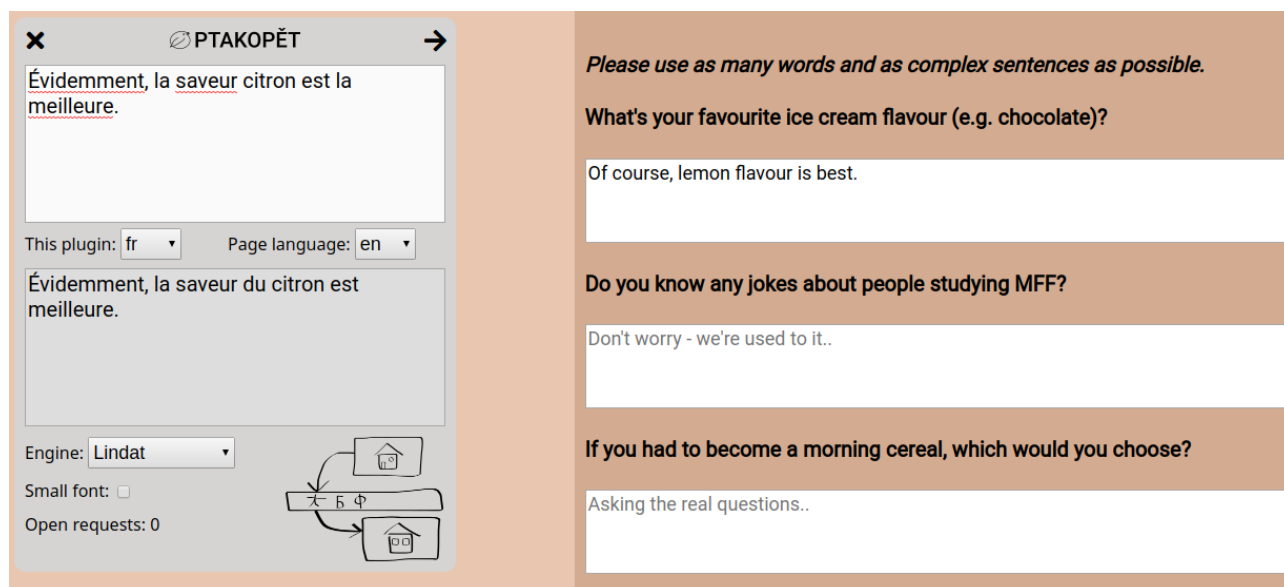 PTAKOPĚT
Évidemment, la saveur citron est la
meilleure.
This plugin: fr
Page language: en
Évidemment, la saveur du citron est
meilleure.
Engine: Lindat
Small font:
Open requests: 0
大 Б Ф
Please use as many words and as complex sentences as possible.
What's your favourite ice cream flavour (e.g. chocolate)?
Of course, lemon flavour is best.
Do you know any jokes about people studying MFF?
Don't worry - we're used to it..
If you had to become a morning cereal, which would you choose?
Asking the real questions..